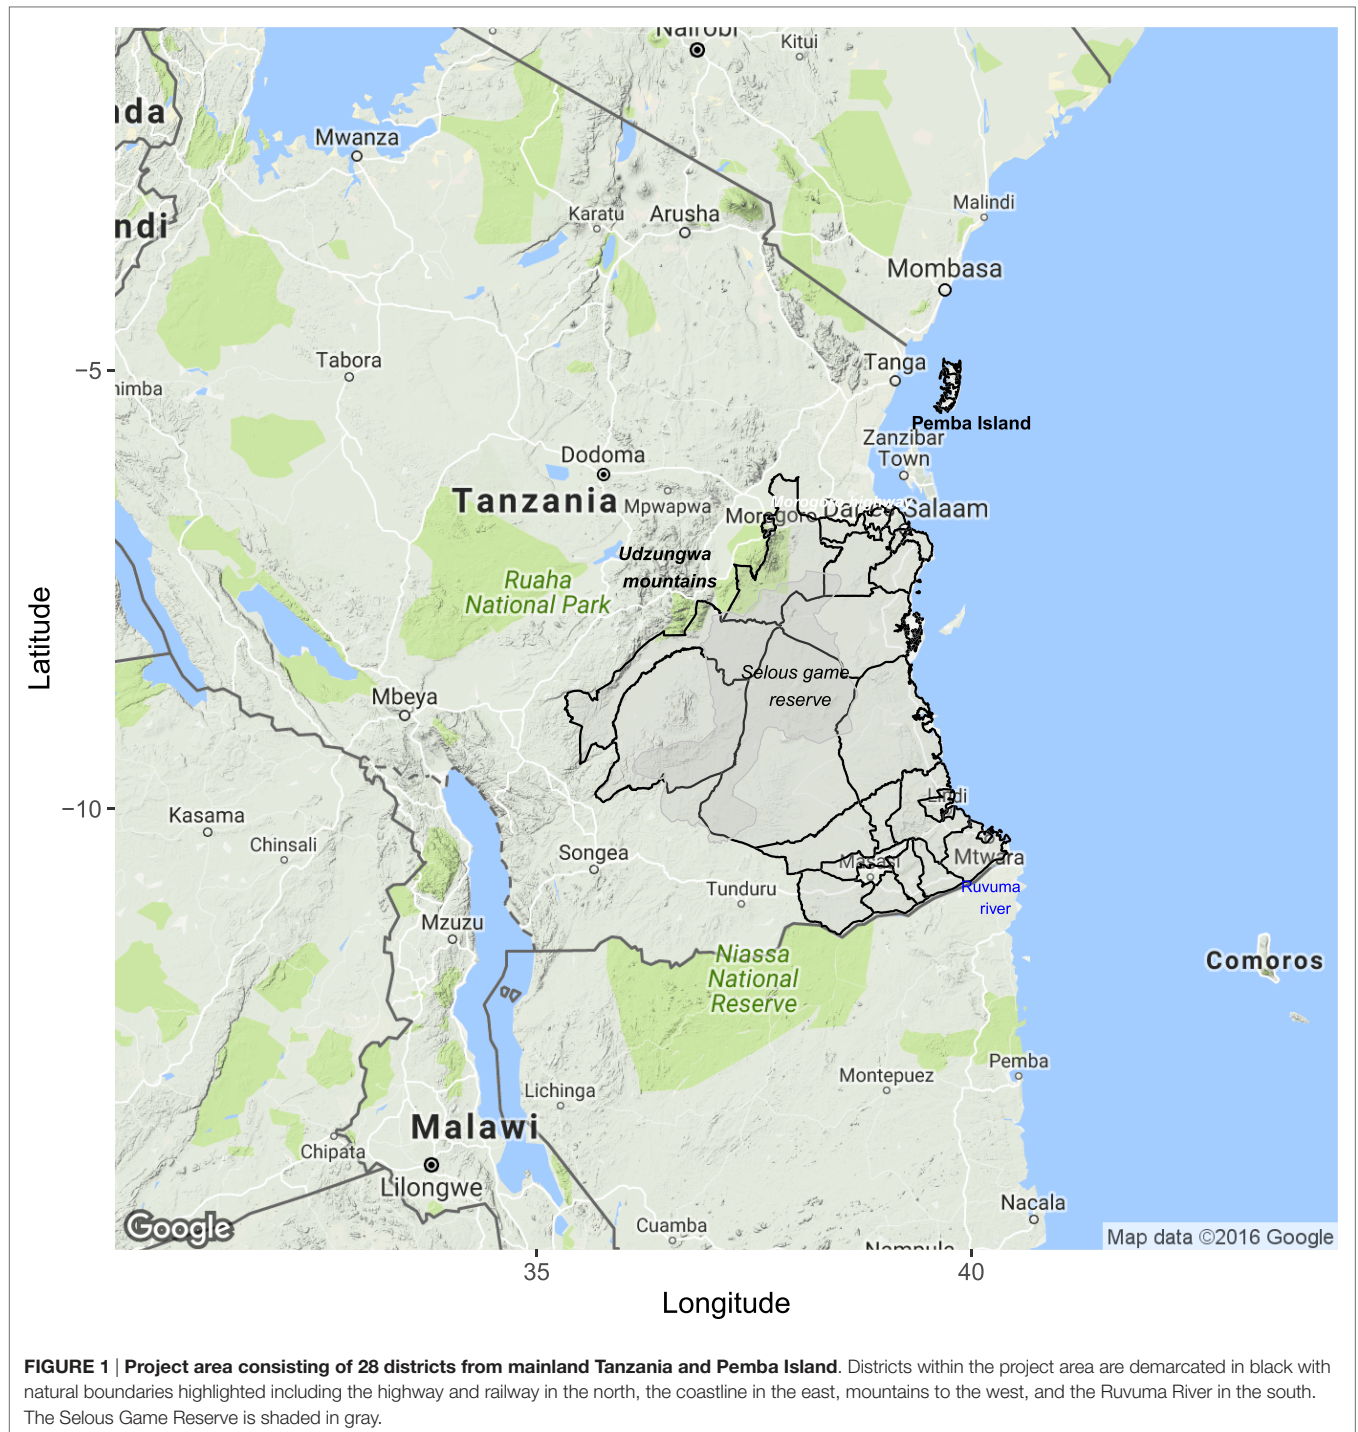 Nairobi
Kitui
nda
Mwanza
Malindi
Karatu
Arusha
ndi
Mombasa
Tabora
Tanga
−5
himba
Pemba Island
Zanzibar
Town
Dodoma
Tanzania
Mpwapwa
Morogoro highway
Morogoro
Dar es Salaam
Udzungwa
mountains
Ruaha
National Park
Latitude
Selous game
reserve
Mbeya
−10
Lindi
Kasama
Chinsali
Songea
Masasi
Mtwara
Tunduru
Ruvuma
river
Mzuzu
Niassa
National
Reserve
Comoros
Pemba
Montepuez
Lichinga
Malawi
Chipata
Lilongwe
Nacala
Google
Cuamba
Nampula
Map data ©2016 Google
35
40
Longitude
FIGURE 1 | Project area consisting of 28 districts from mainland Tanzania and Pemba Island. Districts within the project area are demarcated in black with
natural boundaries highlighted including the highway and railway in the north, the coastline in the east, mountains to the west, and the Ruvuma River in the south.
The Selous Game Reserve is shaded in gray.